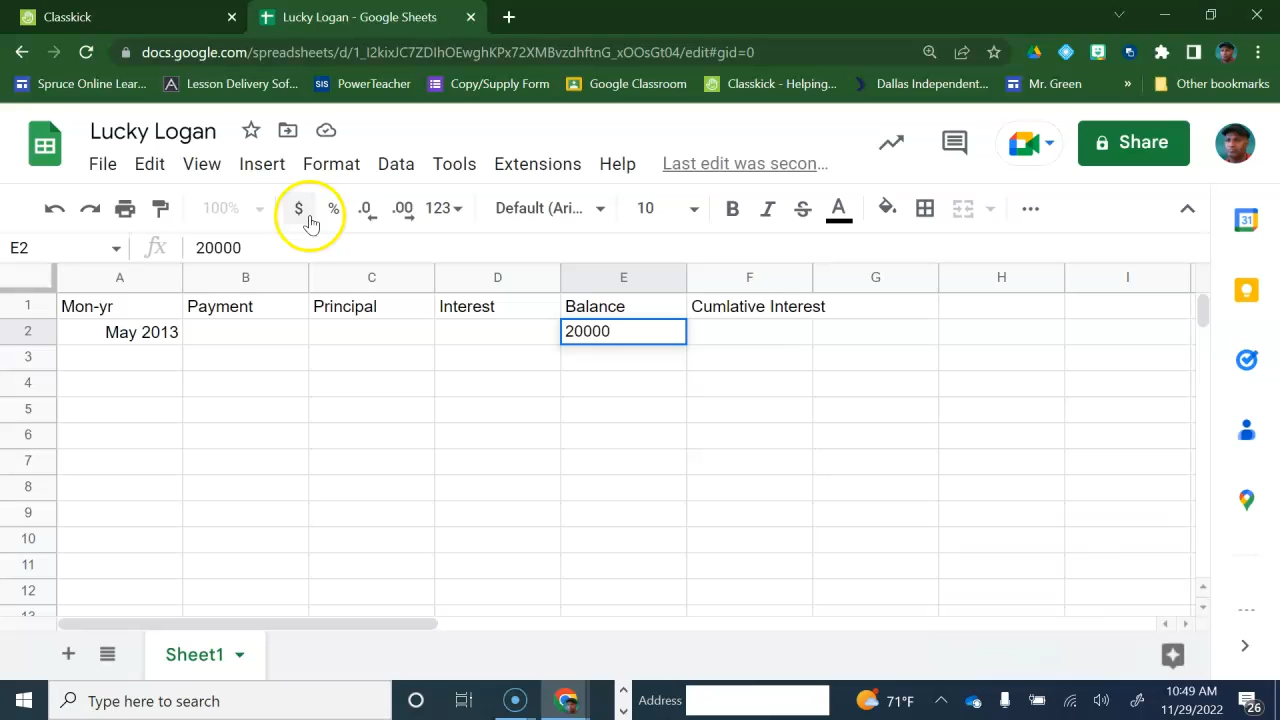 Classkick
Lucky Logan - Google Sheets
docs.google.com/spreadsheets/d/1_I2kixJC7ZDIhOEwghKPx72XMBvzdhftnG_xOOsGt04/edit#gid=0
Spruce Online Lear...
Lesson Delivery Sof...
SIS
PowerTeacher
Copy/Supply Form
Google Classroom
Classkick - Helping...
Dallas Independent...
Mr. Green
»
Other bookmarks
Lucky Logan
File Edit View Insert Format Data Tools Extensions Help Last edit was secon...
Share
100% $ % .0 .00 123 Default (Ari... 10 B I S A
31
E2 fx 20000
A B C D E F G H I
1 Mon-yr Payment Principal Interest Balance Cumlative Interest
2 May 2013 20000
3
4
5
6
7
8
9
10
11
12
13
Sheet1
Type here to search
Address
71°F
10:49 AM
11/29/2022
26